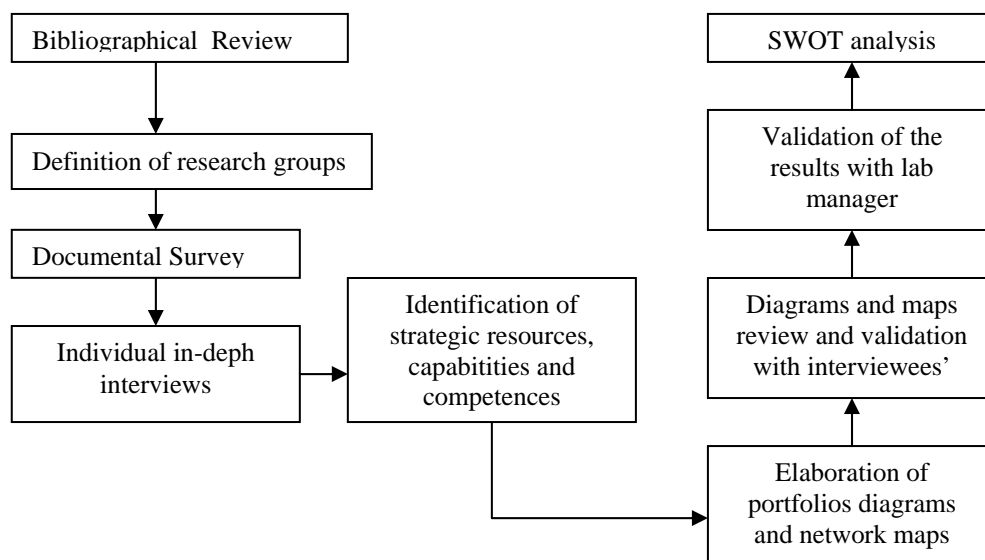 Bibliographical Review
Definition of research groups
Documental Survey
Individual in-deph
interviews
Identification of
strategic resources,
capabitities and
competences
Elaboration of
portfolios diagrams
and network maps
Diagrams and maps
review and validation
with interviewees’
Validation of the
results with lab
manager
SWOT analysis